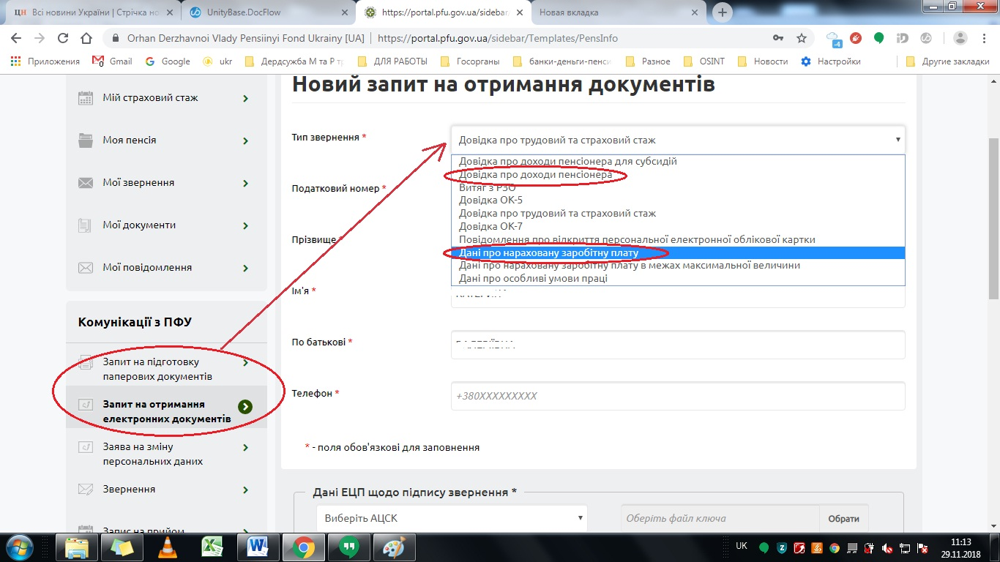 Всі новини України | Стрічка но
UnityBase.DocFlow
https://portal.pfu.gov.ua/sidebar/
Новая вкладка
Orhan Derzhavnoi Vlady Pensiinyi Fond Ukrainy [UA]
https://portal.pfu.gov.ua/sidebar/Templates/PensInfo
-4
Приложения
Gmail
Google
ukr
Дердсужба М та Р тр
ДЛЯ РАБОТЫ
Госорганы
банки-деньги-пенси
Разное
OSINT
Новости
Настройки
Другие закладки
Мій страховий стаж
Моя пенсія
Мої звернення
Мої документи
Мої повідомлення
Комунікації з ПФУ
Запит на підготовку
паперових документів
Запит на отримання
електронних документів
Заява на зміну
персональних даних
Звернення
Запис на прийом
Новий запит на отримання документів
Тип звернення *
Довідка про трудовий та страховий стаж
Довідка про доходи пенсіонера для субсидій
Довідка про доходи пенсіонера
Витяг з РЗО
Довідка ОК-5
Довідка про трудовий та страховий стаж
Довідка ОК-7
Повідомлення про відкриття персональної електронної облікової картки
Дані про нараховану заробітну плату
Дані про нараховану заробітну плату в межах максимальної величини
Дані про особливі умови праці
Податковий номер *
Прізвище *
Ім'я *
По батькові *
Телефон *
+380XXXXXXXXX
* - поля обов'язкові для заповнення
Дані ЕЦП щодо підпису звернення *
Виберіть АЦСК
Оберіть файл ключа
Обрати
UK
11:13
29.11.2018